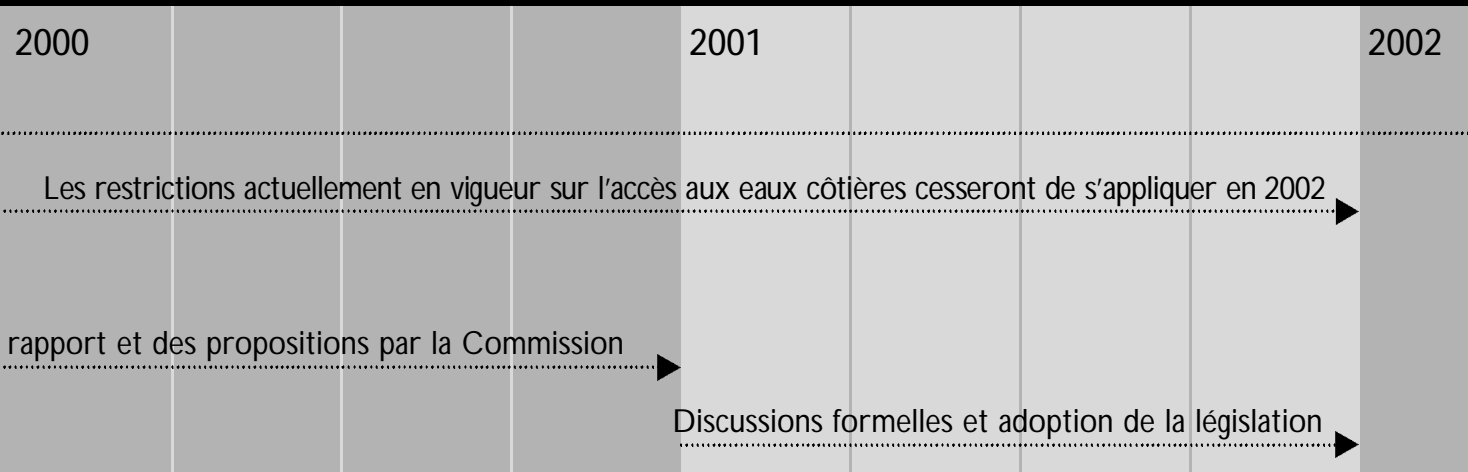 2000 2001 2002
Les restrictions actuellement en vigueur sur l'accès aux eaux côtières cesseront de s'appliquer en 2002
rapport et des propositions par la Commission
Discussions formelles et adoption de la législation